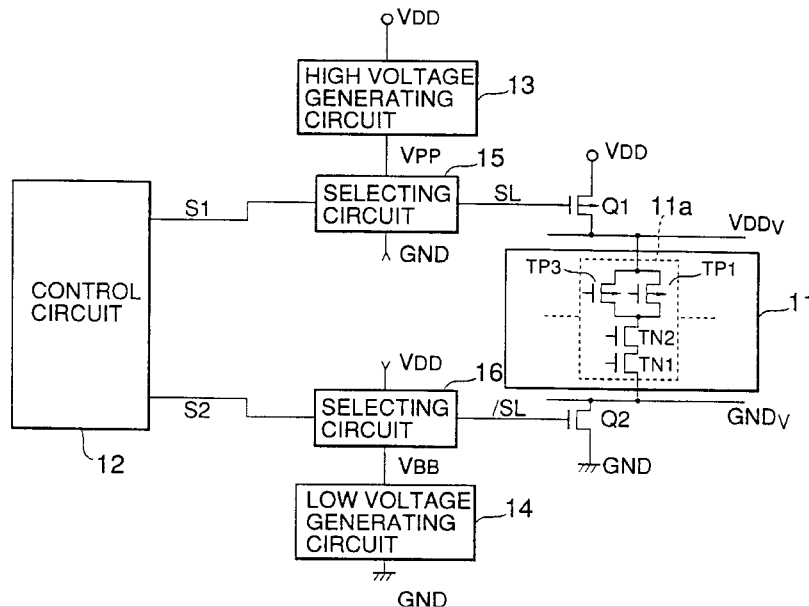 VDD
HIGH VOLTAGE
GENERATING
CIRCUIT
13
VPP
15
SELECTING
CIRCUIT
S1
SL
VDD
Q1
11a
VDDV
GND
TP3
TP1
CONTROL
CIRCUIT
11
TN2
TN1
VDD
16
SELECTING
CIRCUIT
S2
/SL
Q2
GNDV
12
VBB
GND
LOW VOLTAGE
GENERATING
CIRCUIT
14
GND